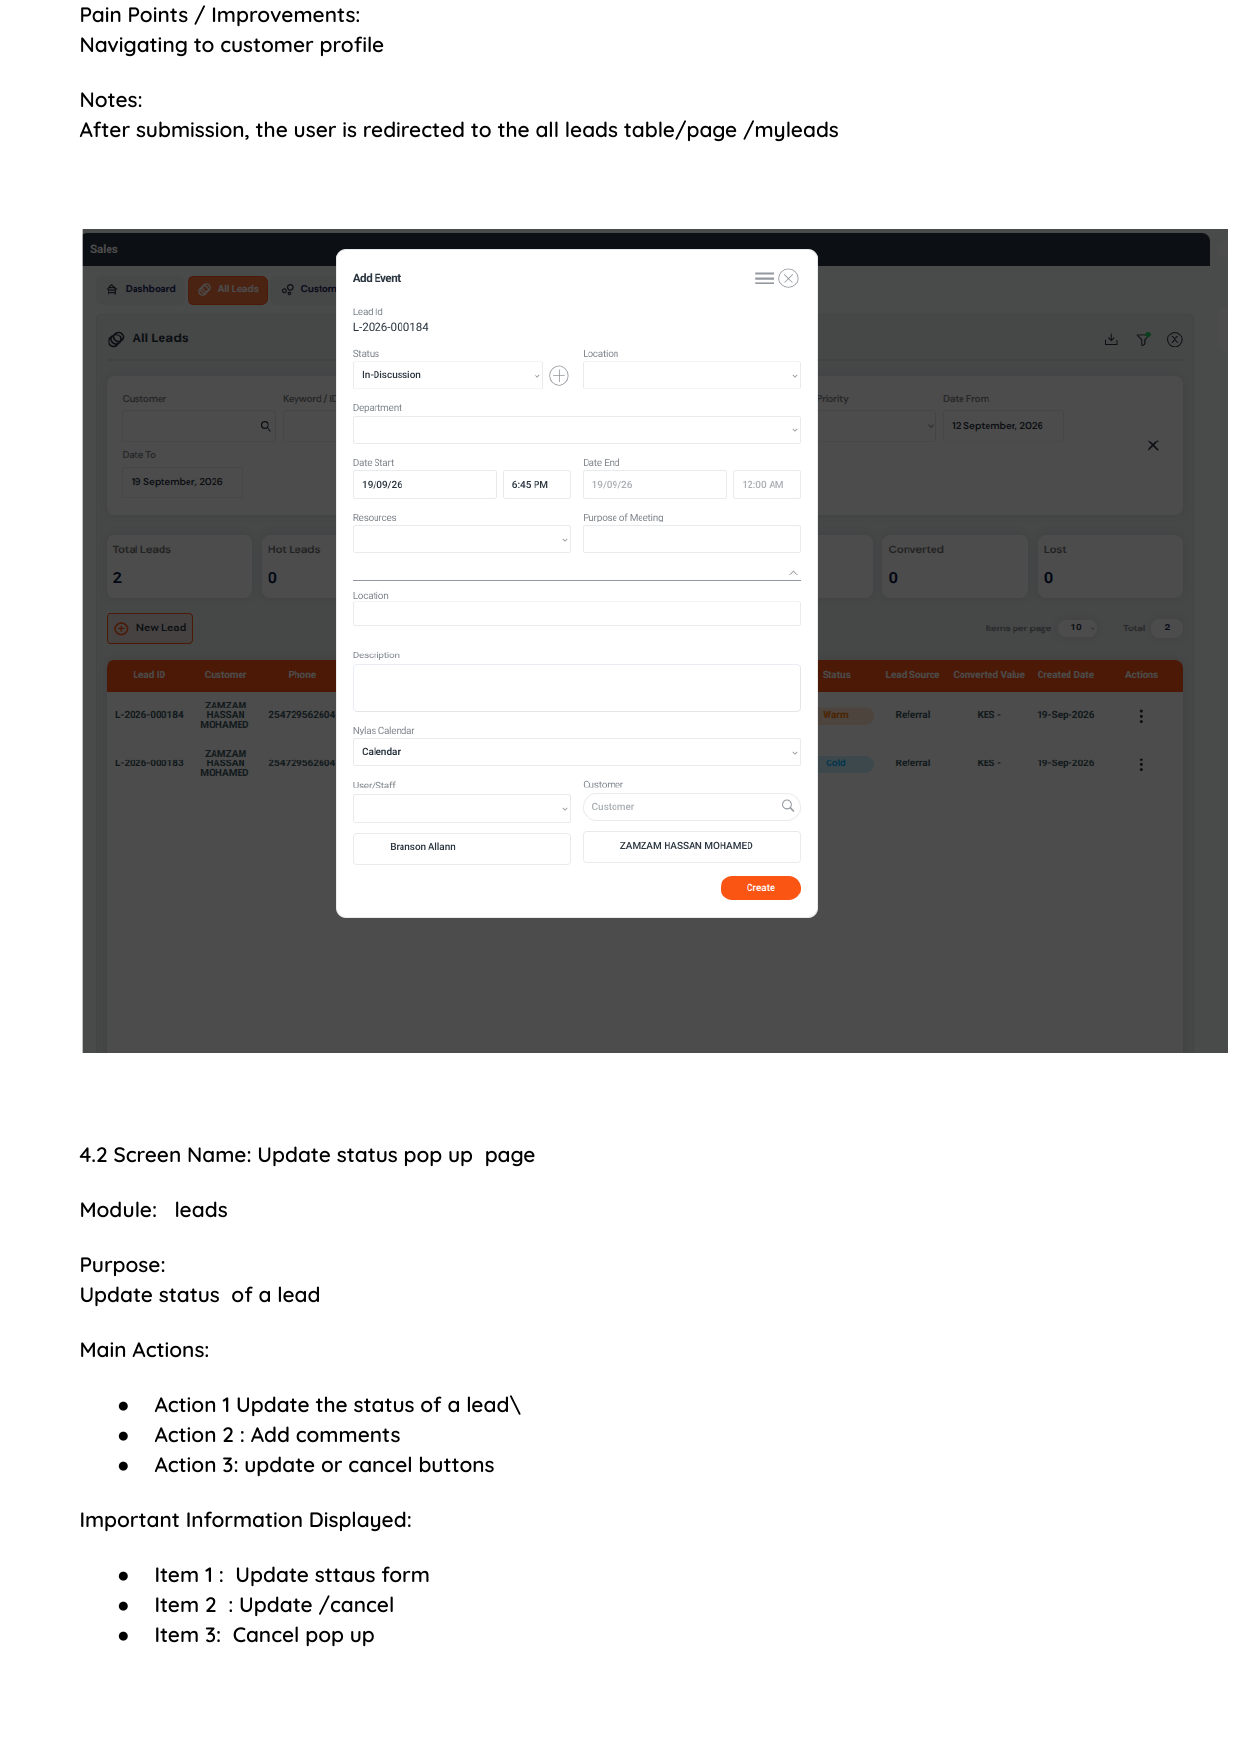 Pain Points / Improvements:
Navigating to customer profile
Notes:
After submission, the user is redirected to the all leads table/page /myleads
Sales
Dashboard
All Leads
Custom
All Leads
Customer
Keyword / ID
Priority
Date From
12 September, 2026
Date To
19 September, 2026
Total Leads
2
Hot Leads
0
Converted
0
Lost
0
New Lead
Items per page
10
Total
2
Lead ID Customer Phone Status Lead Source Converted Value Created Date Actions
L-2026-000184 ZAMZAM HASSAN MOHAMED 254729562604 Warm Referral KES - 19-Sep-2026
L-2026-000183 ZAMZAM HASSAN MOHAMED 254729562604 Cold Referral KES - 19-Sep-2026
Add Event
Lead Id
L-2026-000184
Status Location
In-Discussion
Department
Date Start Date End
19/09/26 6:45 PM 19/09/26 12:00 AM
Resources Purpose of Meeting
Location
Description
Nylas Calendar
Calendar
User/Staff Customer
Customer
Branson Allann ZAMZAM HASSAN MOHAMED
Create
4.2 Screen Name: Update status pop up  page
Module:   leads
Purpose:
Update status  of a lead
Main Actions:
● Action 1 Update the status of a lead\
● Action 2 : Add comments
● Action 3: update or cancel buttons
Important Information Displayed:
● Item 1 :  Update sttaus form
● Item 2  : Update /cancel
● Item 3:  Cancel pop up